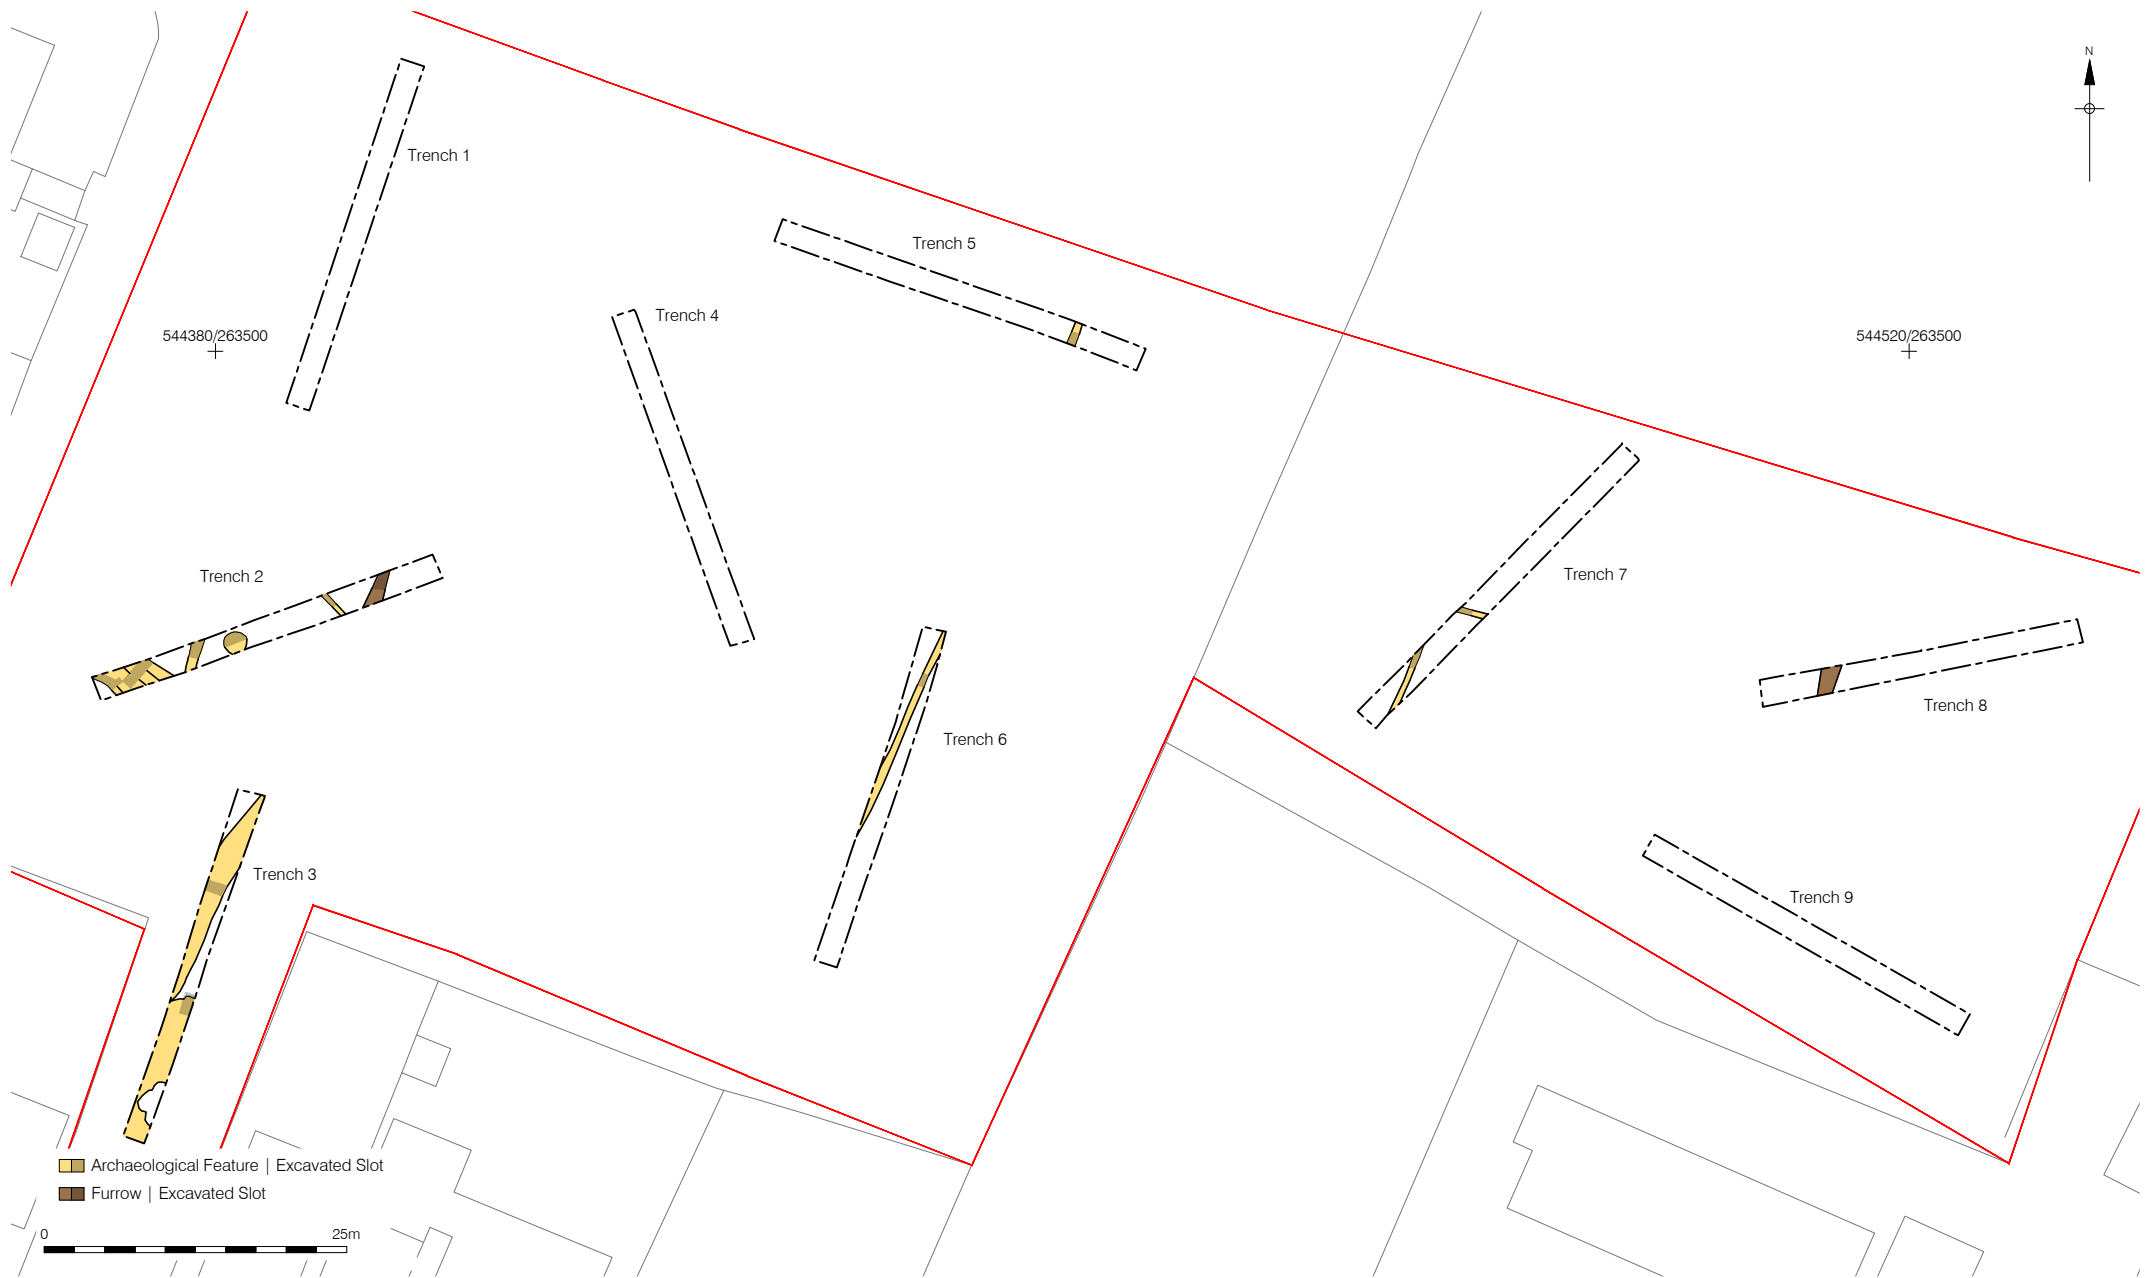 N
Trench 1
Trench 5
Trench 4
544380/263500
544520/263500
Trench 2
Trench 7
Trench 8
Trench 6
Trench 3
Trench 9
Archaeological Feature | Excavated Slot
Furrow | Excavated Slot
0 25m